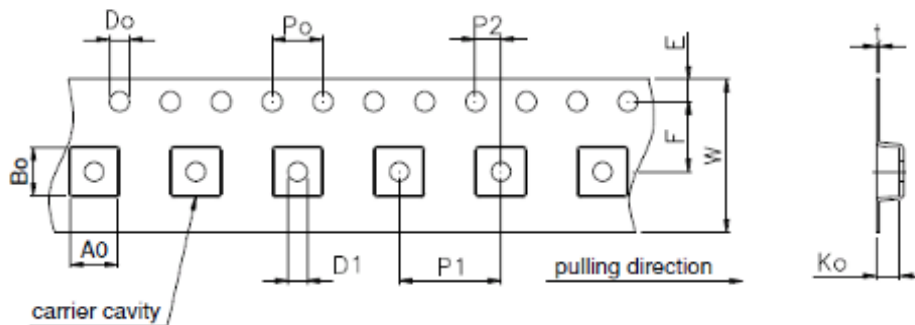 Do
Po
P2
E
t
Bo
F
W
A0
D1
P1
pulling direction
Ko
carrier cavity